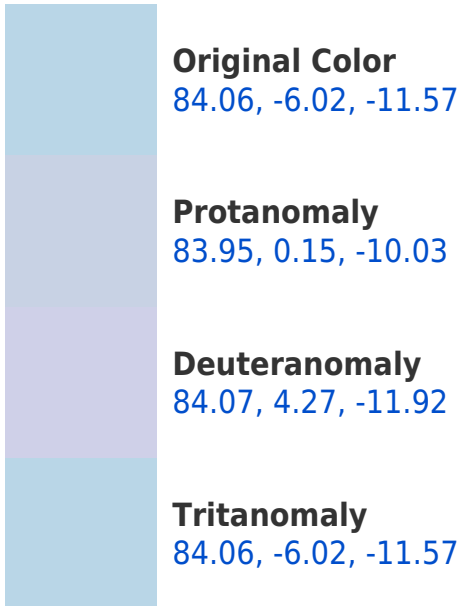 Original Color
84.06, -6.02, -11.57
Protanomaly
83.95, 0.15, -10.03
Deuteranomaly
84.07, 4.27, -11.92
Tritanomaly
84.06, -6.02, -11.57